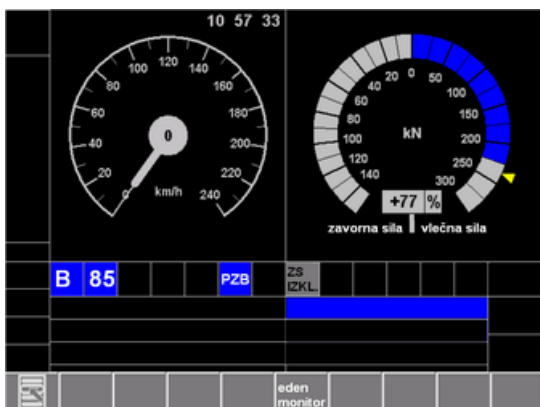 10 57 33
0 20 40 60 80 100 120 140 160 180 200 220 240
0
km/h
140 120 100 80 60 40 20 0 50 100 150 200 250 300
kN
+77 %
zavorna sila vlečna sila
B 85 PZB ZS
IZKL.
eden
monitor